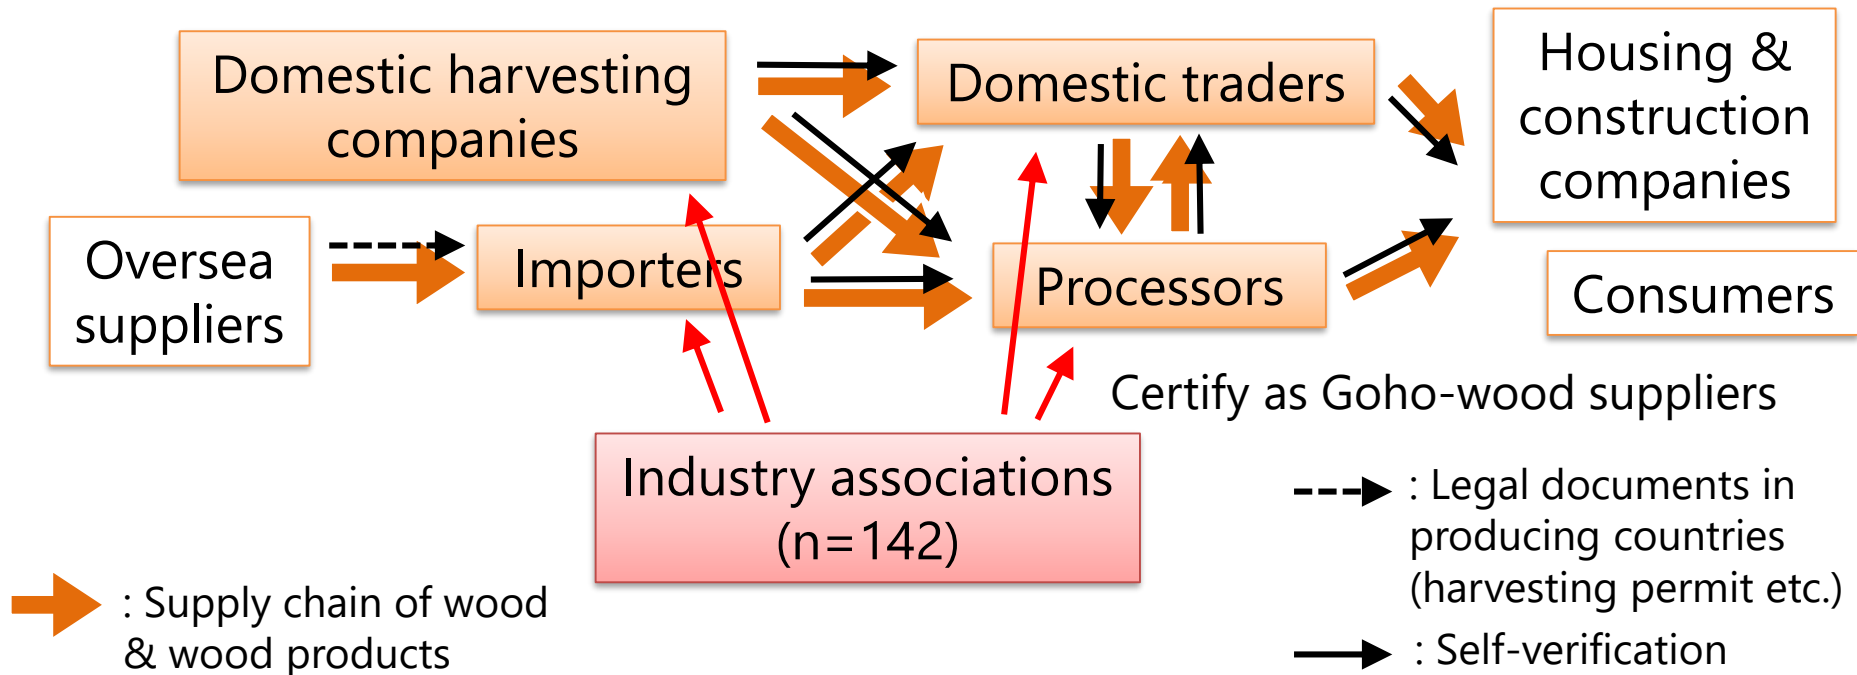 Domestic harvesting
companies
Domestic traders
Housing &
construction
companies
Oversea
suppliers
Importers
Processors
Consumers
Certify as Goho-wood suppliers
Industry associations
(n=142)
: Legal documents in
producing countries
(harvesting permit etc.)
: Supply chain of wood
& wood products
: Self-verification